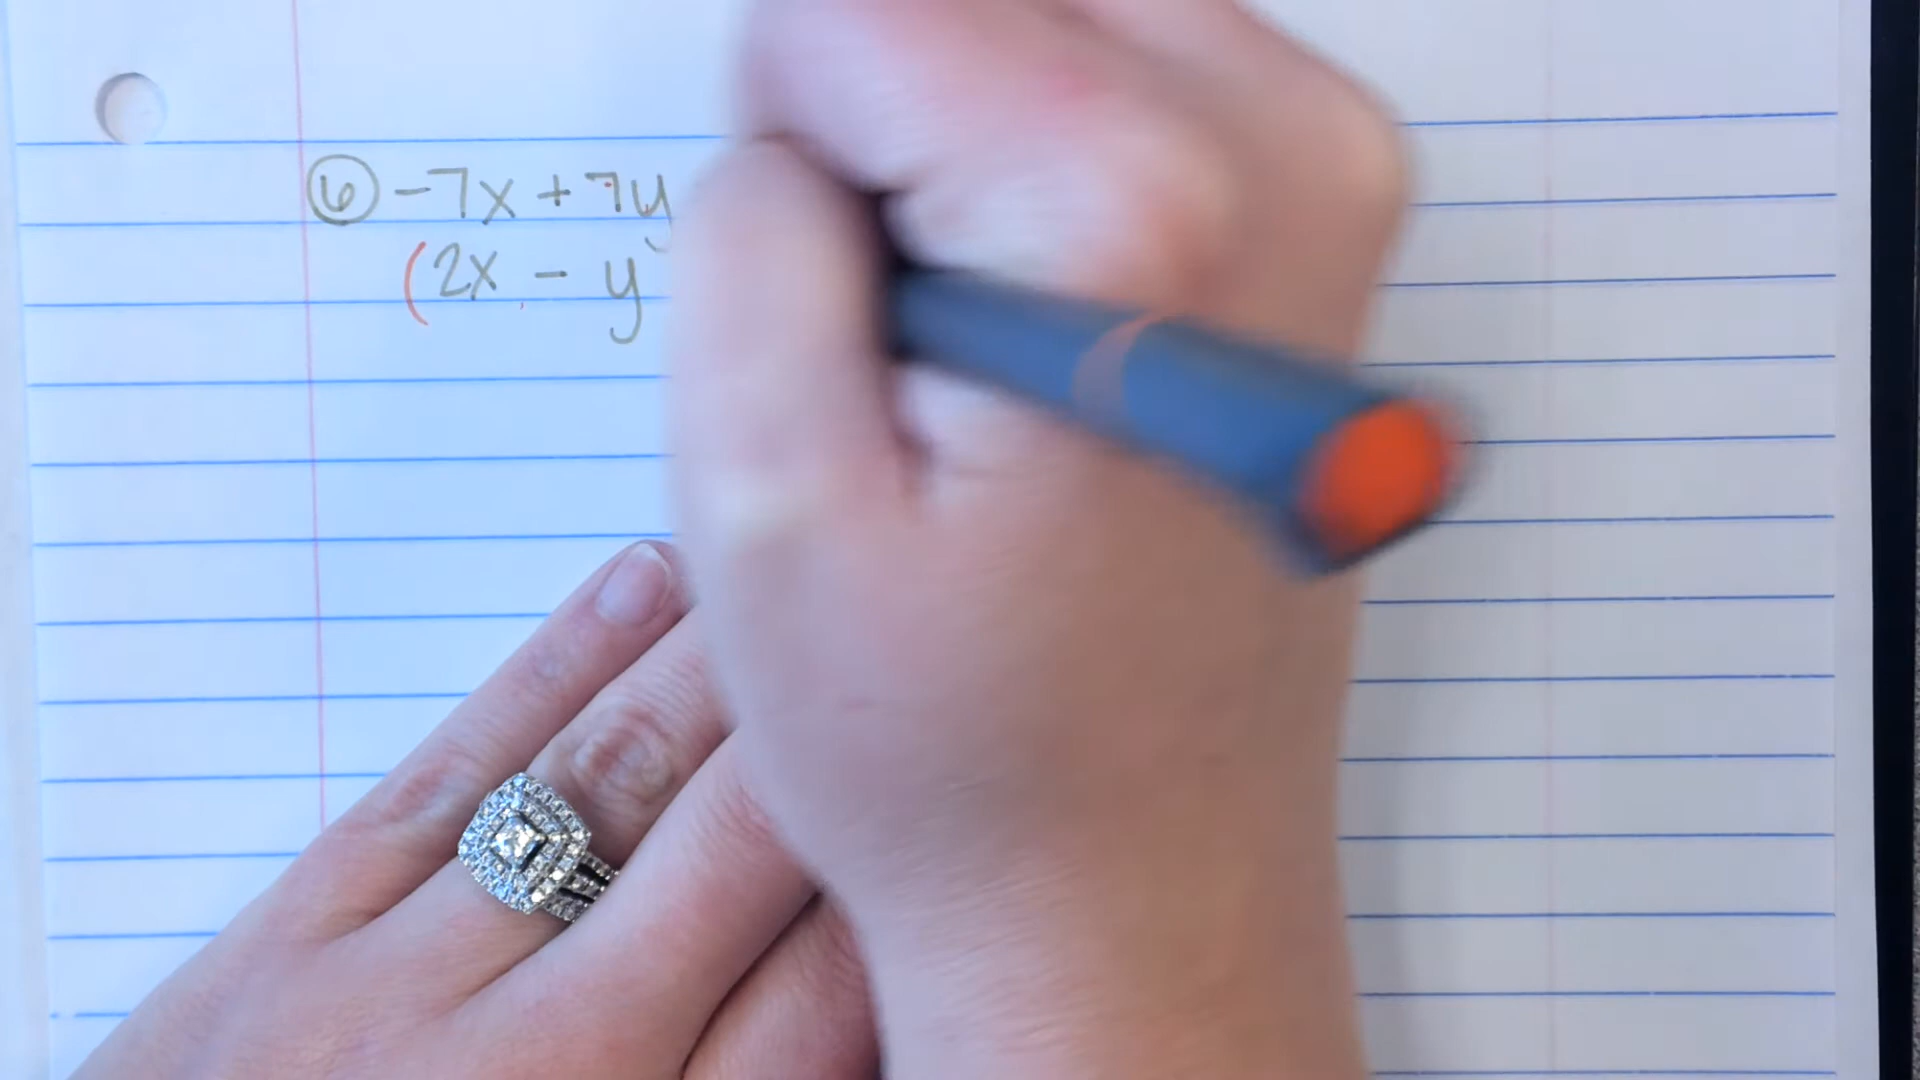 ⑥ -7x + 7y
(2x - y